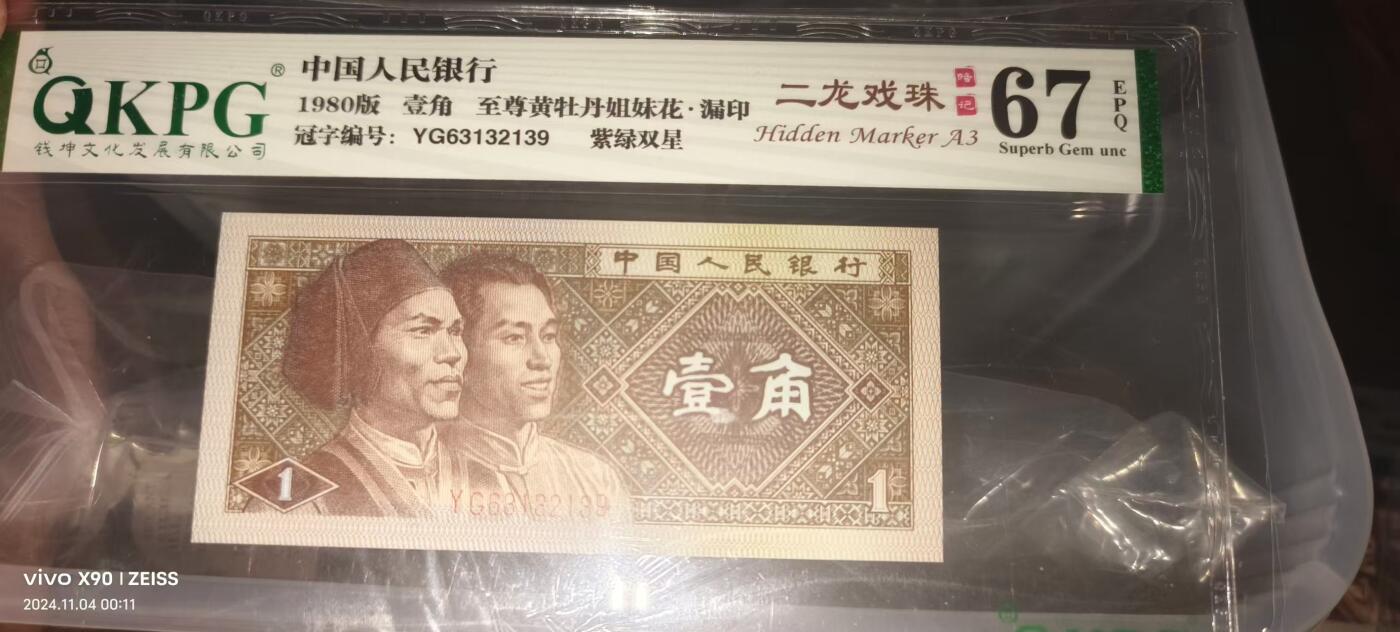 QKPG®
钱坤文化发展有限公司
中国人民银行
1980版 壹角 至尊黄牡丹姐妹花·漏印
冠字编号: YG63132139 紫绿双星
二龙戏珠 暗记
Hidden Marker A3
67 EPQ
Superb Gem unc
中国人民银行
壹角
1
YG63132139
1
vivo X90 | ZEISS
2024.11.04 00:11